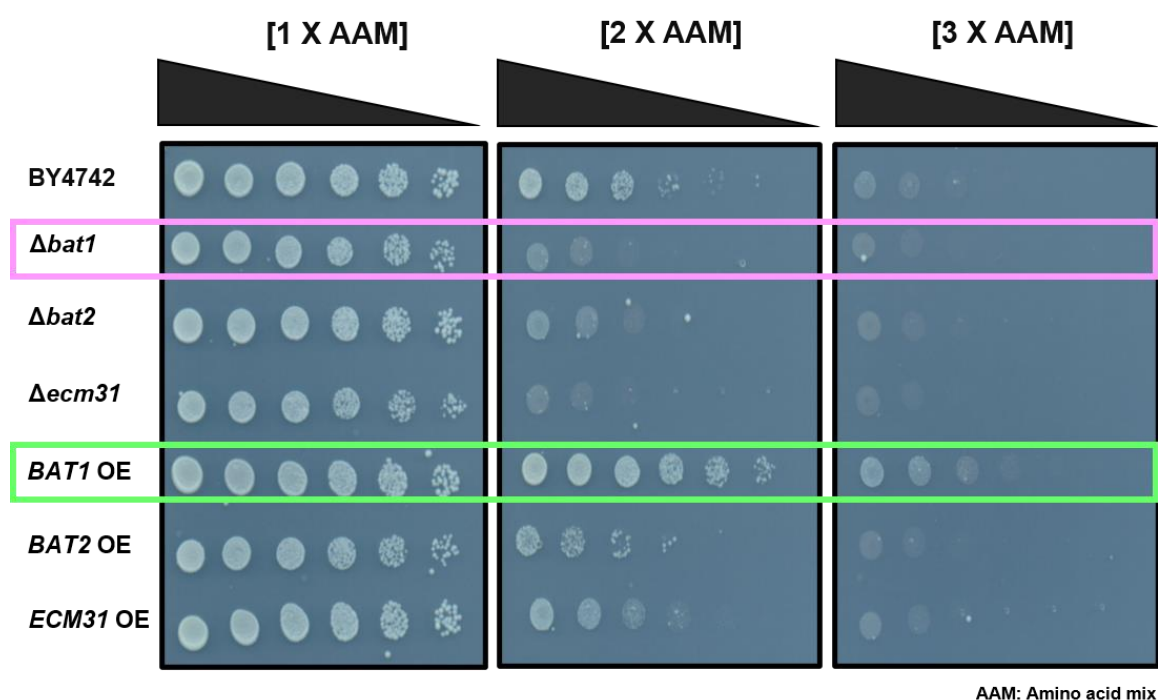 [1 X AAM] [2 X AAM] [3 X AAM]
BY4742
Δbat1
Δbat2
Δecm31
BAT1 OE
BAT2 OE
ECM31 OE
AAM: Amino acid mix